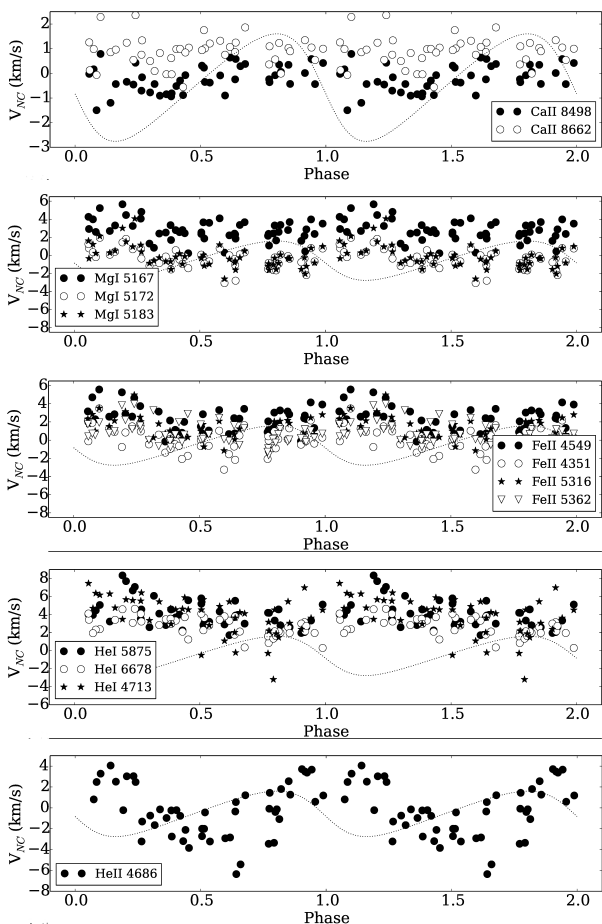 2
1
0
−1
−2
−3
V_NC (km/s)
CaII 8498
CaII 8662
0.0 0.5 1.0 1.5 2.0
Phase
6
4
2
0
−2
−4
−6
−8
V_NC (km/s)
MgI 5167
MgI 5172
MgI 5183
0.0 0.5 1.0 1.5 2.0
Phase
6
4
2
0
−2
−4
−6
−8
V_NC (km/s)
FeII 4549
FeII 4351
FeII 5316
FeII 5362
0.0 0.5 1.0 1.5 2.0
Phase
8
6
4
2
0
−2
−4
−6
V_NC (km/s)
HeI 5875
HeI 6678
HeI 4713
0.0 0.5 1.0 1.5 2.0
Phase
4
2
0
−2
−4
−6
−8
V_NC (km/s)
HeII 4686
0.0 0.5 1.0 1.5 2.0
Phase